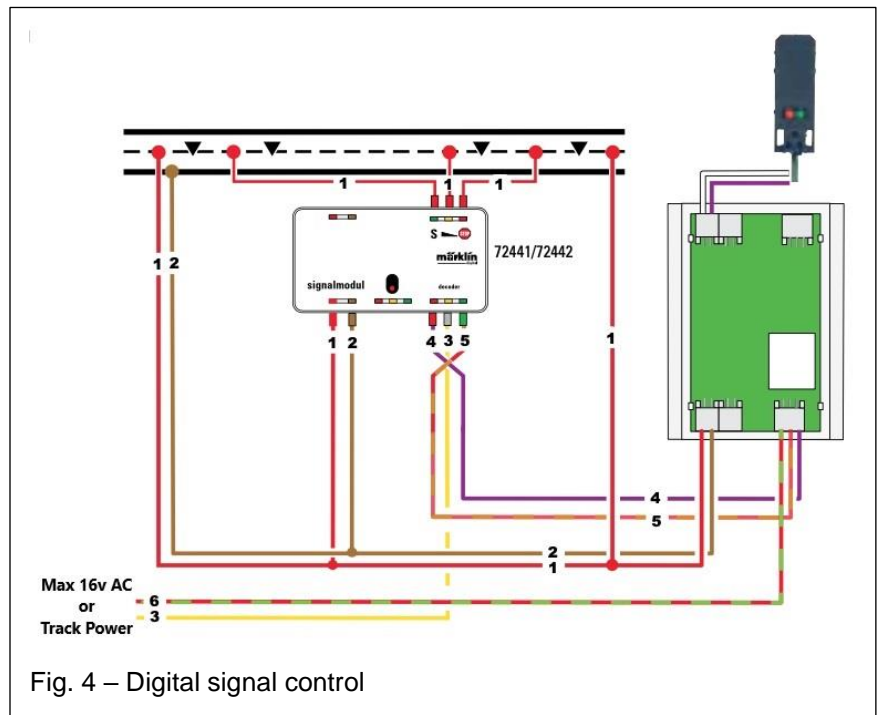 1
1
1
S
STOP
72441/72442
märklin
signalmodul
decoder
1 2
1 2
4 3 5
1
4
5
2
1
Max 16v AC
or
Track Power
6
3
Fig. 4 – Digital signal control